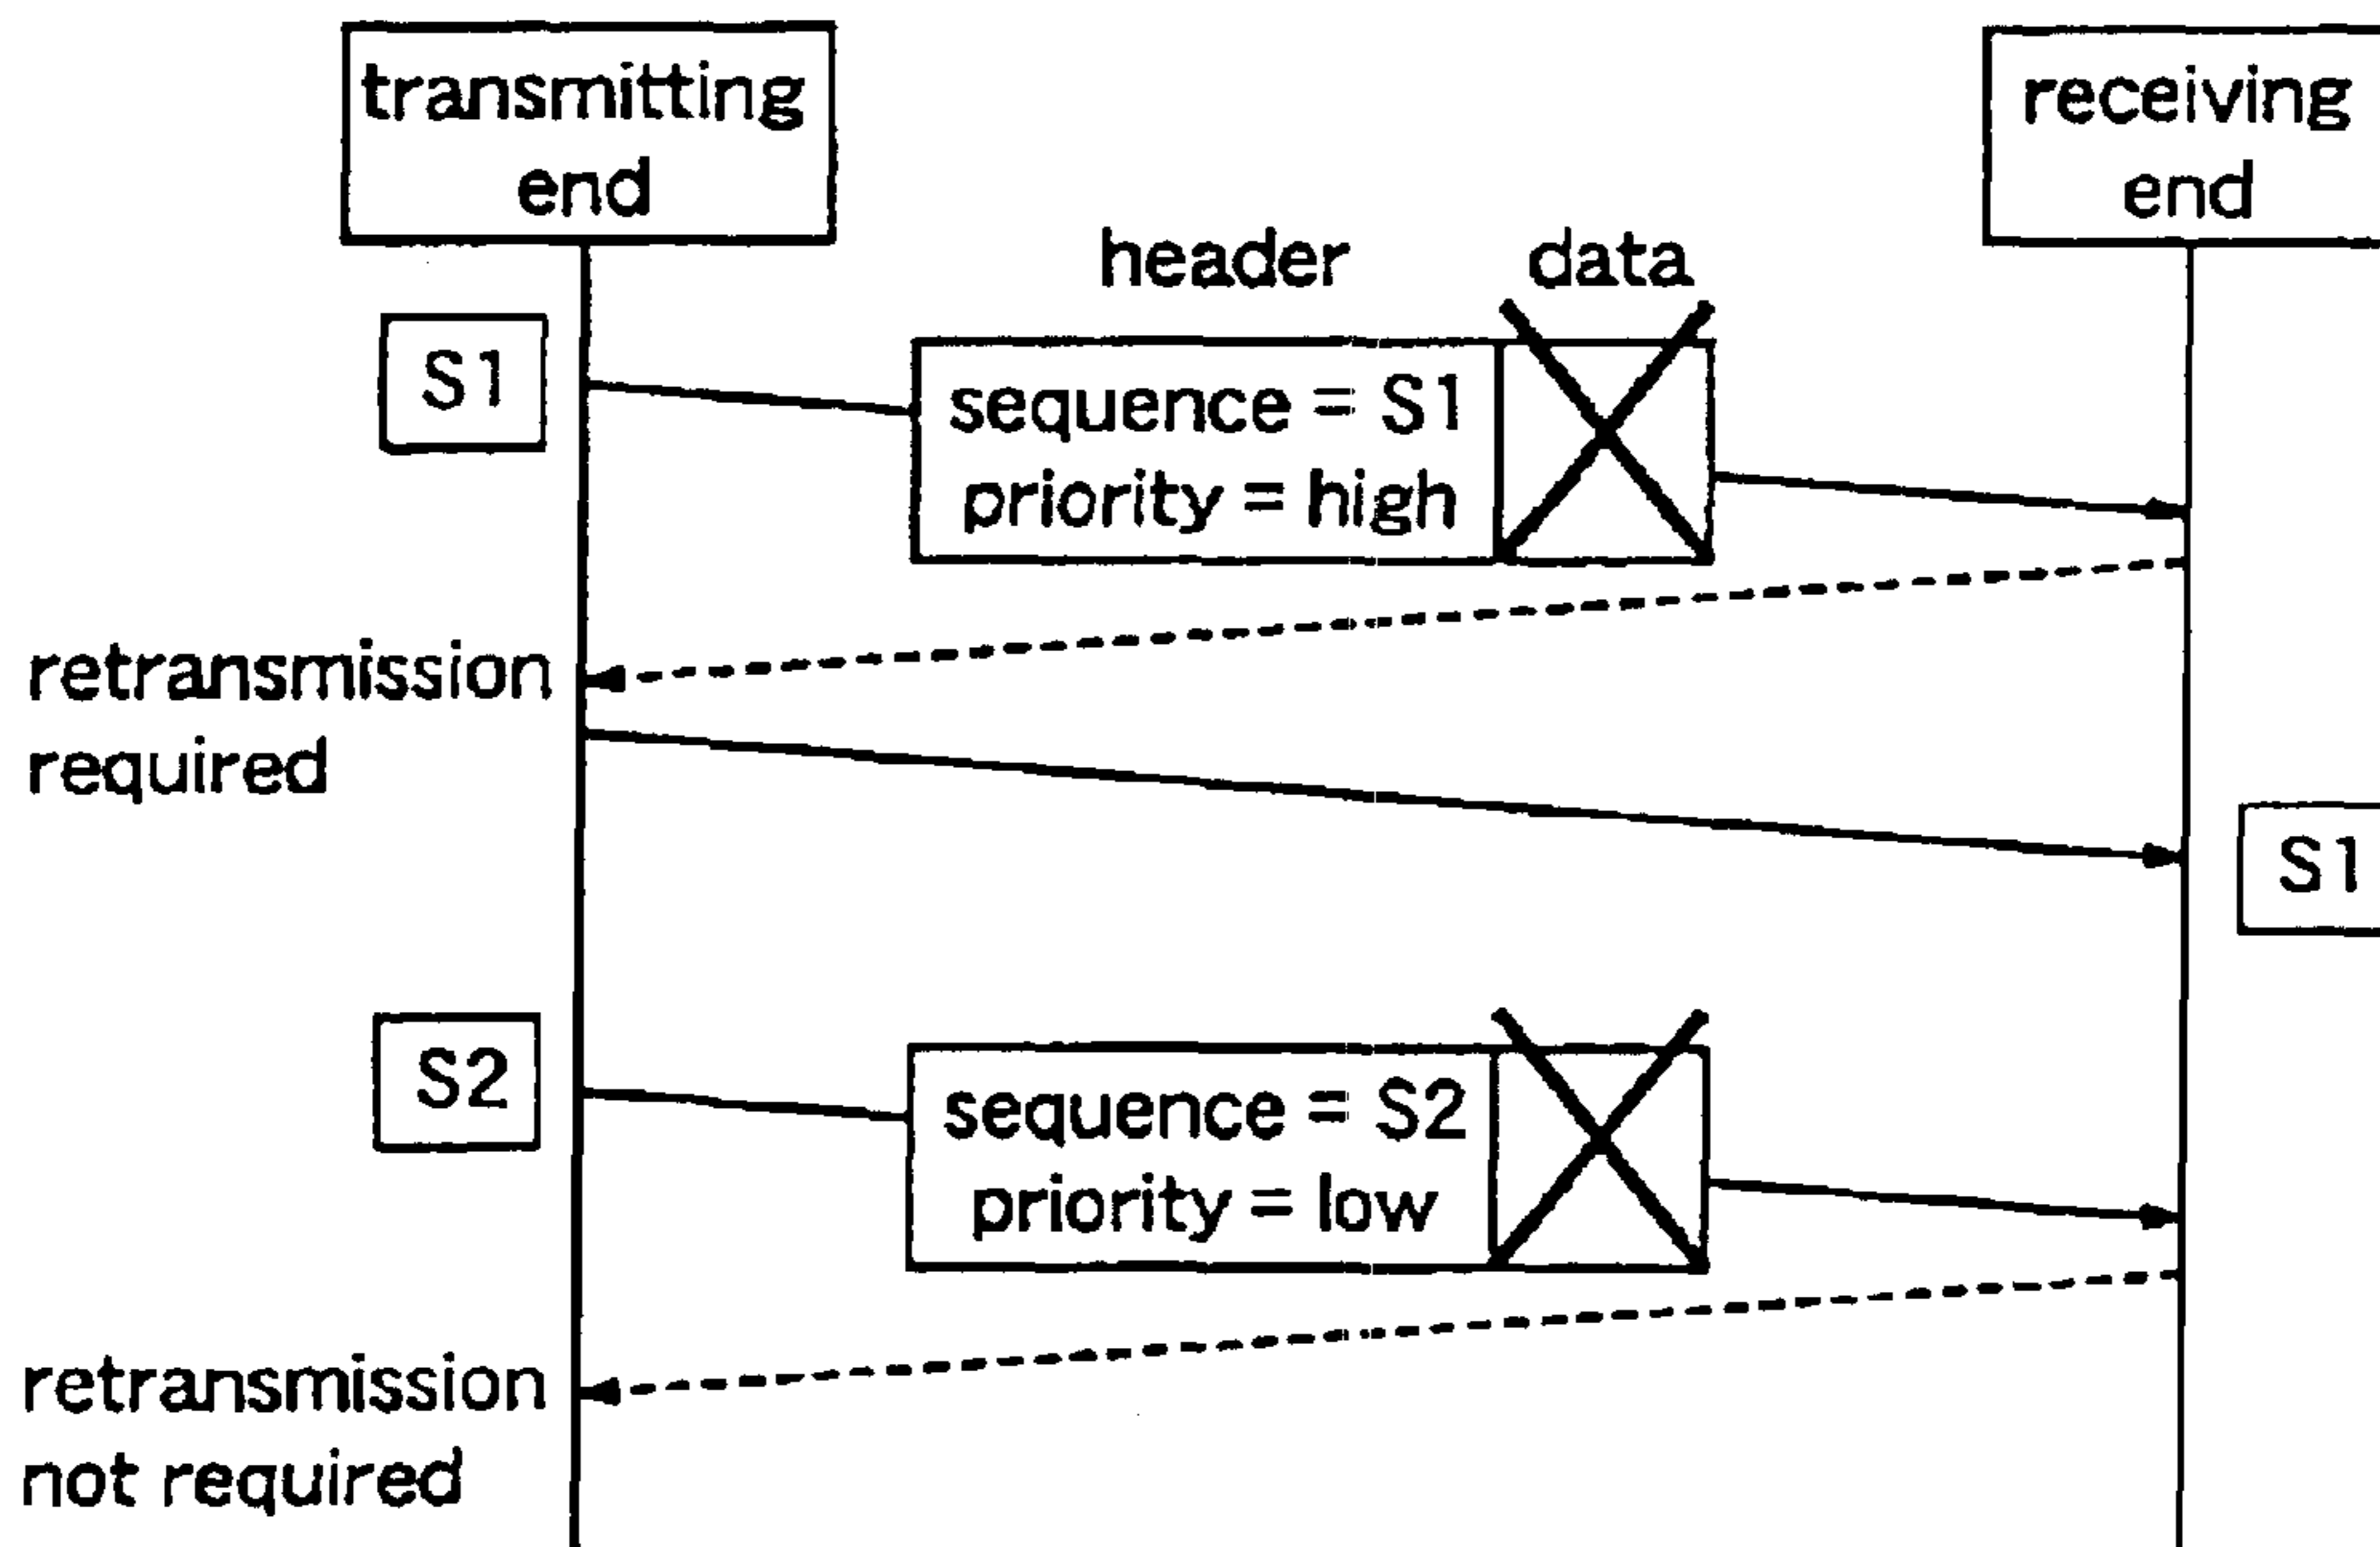 transmitting
end
receiving
end
header
data
S1
sequence = S1
priority = high
retransmission
required
S1
S2
sequence = S2
priority = low
retransmission
not required